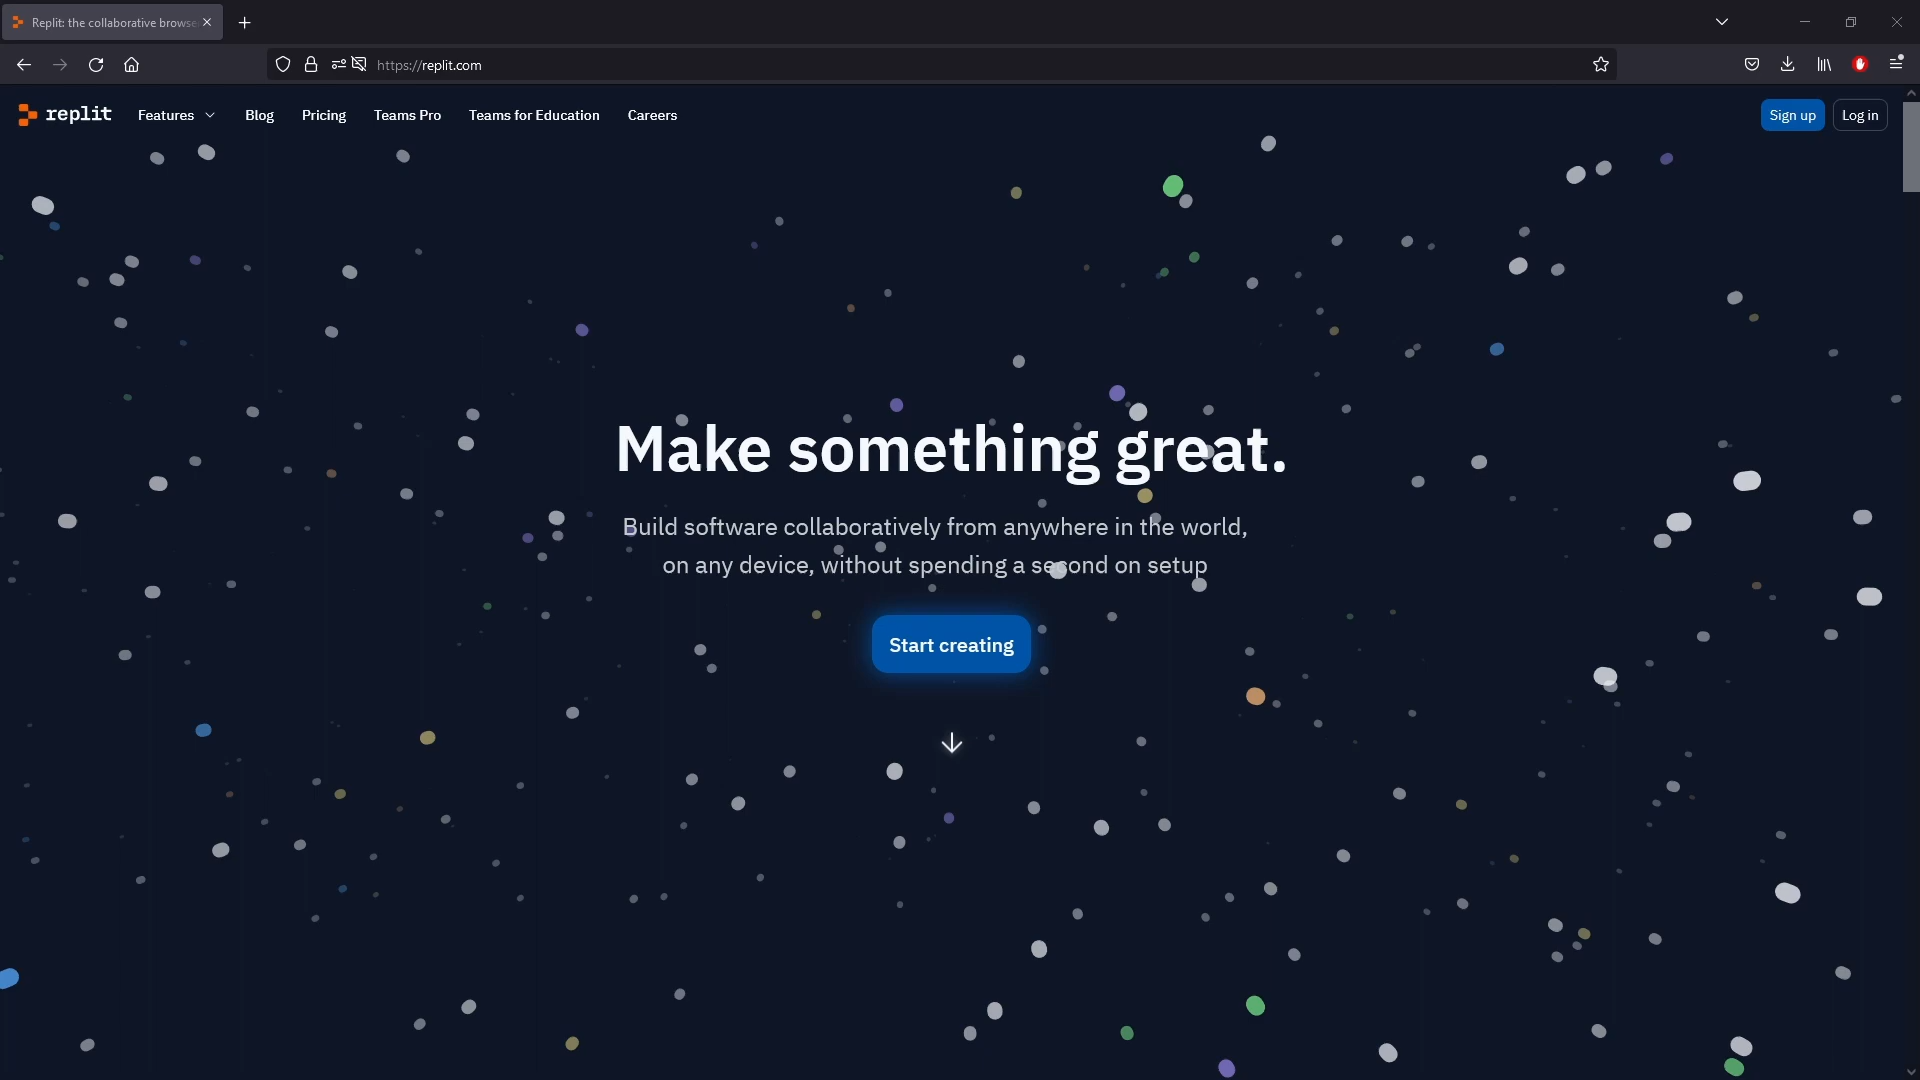 Replit: the collaborative browse
https://replit.com
replit
Features
Blog
Pricing
Teams Pro
Teams for Education
Careers
Sign up
Log in
Make something great.
Build software collaboratively from anywhere in the world,
on any device, without spending a second on setup
Start creating